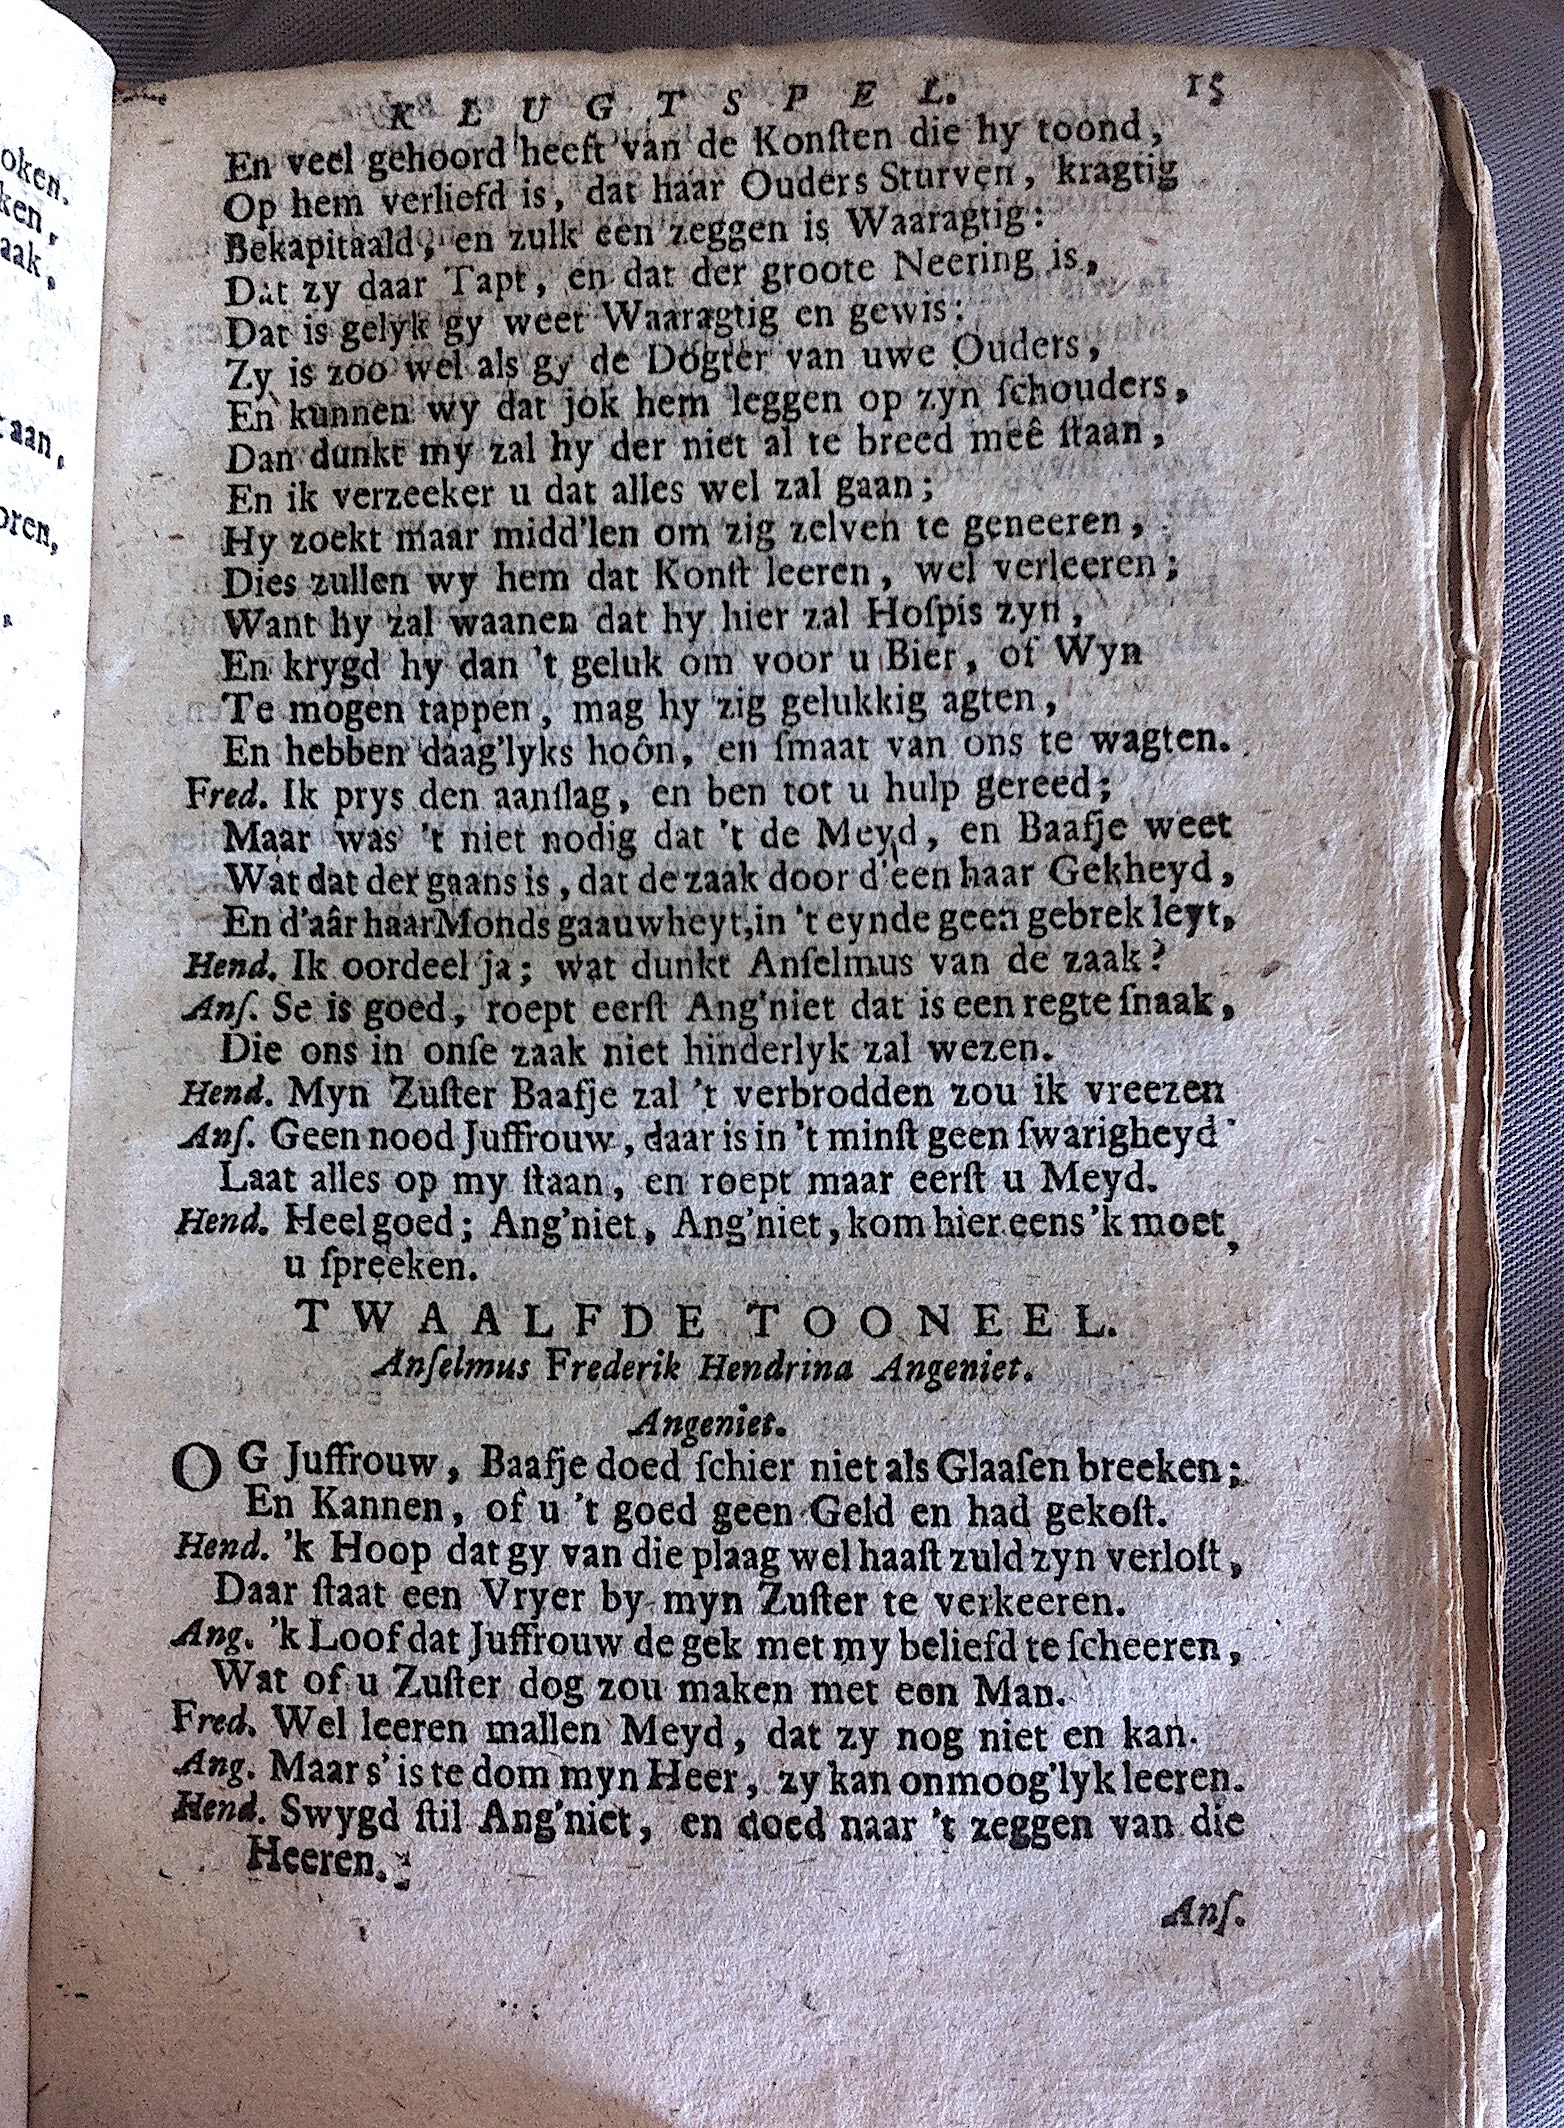 KLUGTSPEL. 15
En veel gehoord heeft van de Konſten die hy toond,
Op hem verliefd is, dat haar Ouders Sturven, kragtig
Bekapitaald, en zulk een zeggen is Waaragtig:
Dat zy daar Tapt, en dat der groote Neering is,
Dat is gelyk gy weet Waaragtig en gewis:
Zy is zoo wel als gy de Dogter van uwe Ouders,
En kunnen wy dat jok hem leggen op zyn ſchouders,
Dan dunkt my zal hy der niet al te breed meê ſtaan,
En ik verzeeker u dat alles wel zal gaan;
Hy zoekt maar midd'len om zig zelven te geneeren,
Dies zullen wy hem dat Konſt leeren, wel verleeren;
Want hy zal waanen dat hy hier zal Hoſpis zyn,
En krygd hy dan 't geluk om voor u Bier, of Wyn
Te mogen tappen, mag hy zig gelukkig agten,
En hebben daag'lyks hoôn, en ſmaat van ons te wagten.
Fred. Ik prys den aanſlag, en ben tot u hulp gereed;
Maar was 't niet nodig dat 't de Meyd, en Baafje weet
Wat dat der gaans is, dat de zaak door d'een haar Gekheyd,
En d'aâr haar Monds gaauwheyt, in 't eynde geen gebrek leyt,
Hend. Ik oordeel ja; wat dunkt Anſelmus van de zaak?
Anſ. Se is goed, roept eerſt Ang'niet dat is een regte ſnaak,
Die ons in onſe zaak niet hinderlyk zal wezen.
Hend. Myn Zuſter Baafje zal 't verbrodden zou ik vreezen
Anſ. Geen nood Juffrouw, daar is in 't minſt geen ſwarigheyd
Laat alles op my ſtaan, en roept maar eerſt u Meyd.
Hend. Heel goed; Ang'niet, Ang'niet, kom hier eens 'k moet,
u ſpreeken.
TWAALFDE TOONEEL.
Anſelmus Frederik Hendrina Angeniet.
Angeniet.
OG Juffrouw, Baafje doed ſchier niet als Glaaſen breeken;
En Kannen, of u 't goed geen Geld en had gekoſt.
Hend. 'k Hoop dat gy van die plaag wel haaſt zuld zyn verloſt,
Daar ſtaat een Vryer by myn Zuſter te verkeeren.
Ang. 'k Loof dat Juffrouw de gek met my beliefd te ſcheeren,
Wat of u Zuſter dog zou maken met een Man.
Fred. Wel leeren mallen Meyd, dat zy nog niet en kan.
Ang. Maar s' is te dom myn Heer, zy kan onmoog'lyk leeren.
Hend. Swygd ſtil Ang'niet, en doed naar 't zeggen van die
Heeren.
Anſ.